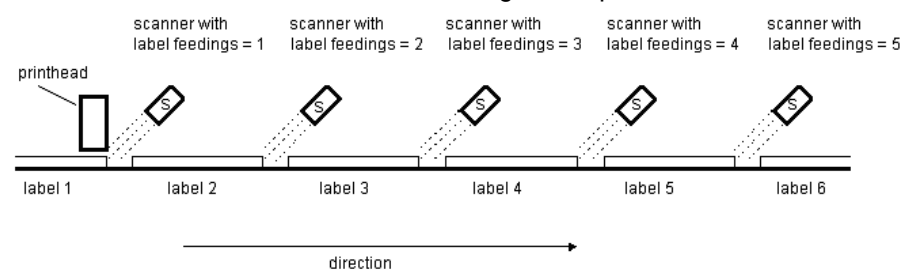 scanner with
label feedings = 1
scanner with
label feedings = 2
scanner with
label feedings = 3
scanner with
label feedings = 4
scanner with
label feedings = 5
printhead
S
S
S
S
S
label 1
label 2
label 3
label 4
label 5
label 6
direction